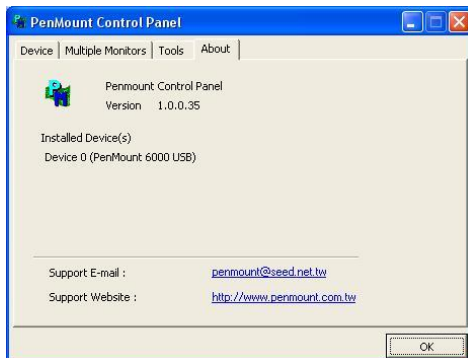 PenMount Control Panel
Device Multiple Monitors Tools About
Penmount Control Panel
Version 1.0.0.35
Installed Device(s)
Device 0 (PenMount 6000 USB)
Support E-mail : penmount@seed.net.tw
Support Website : http://www.penmount.com.tw
OK